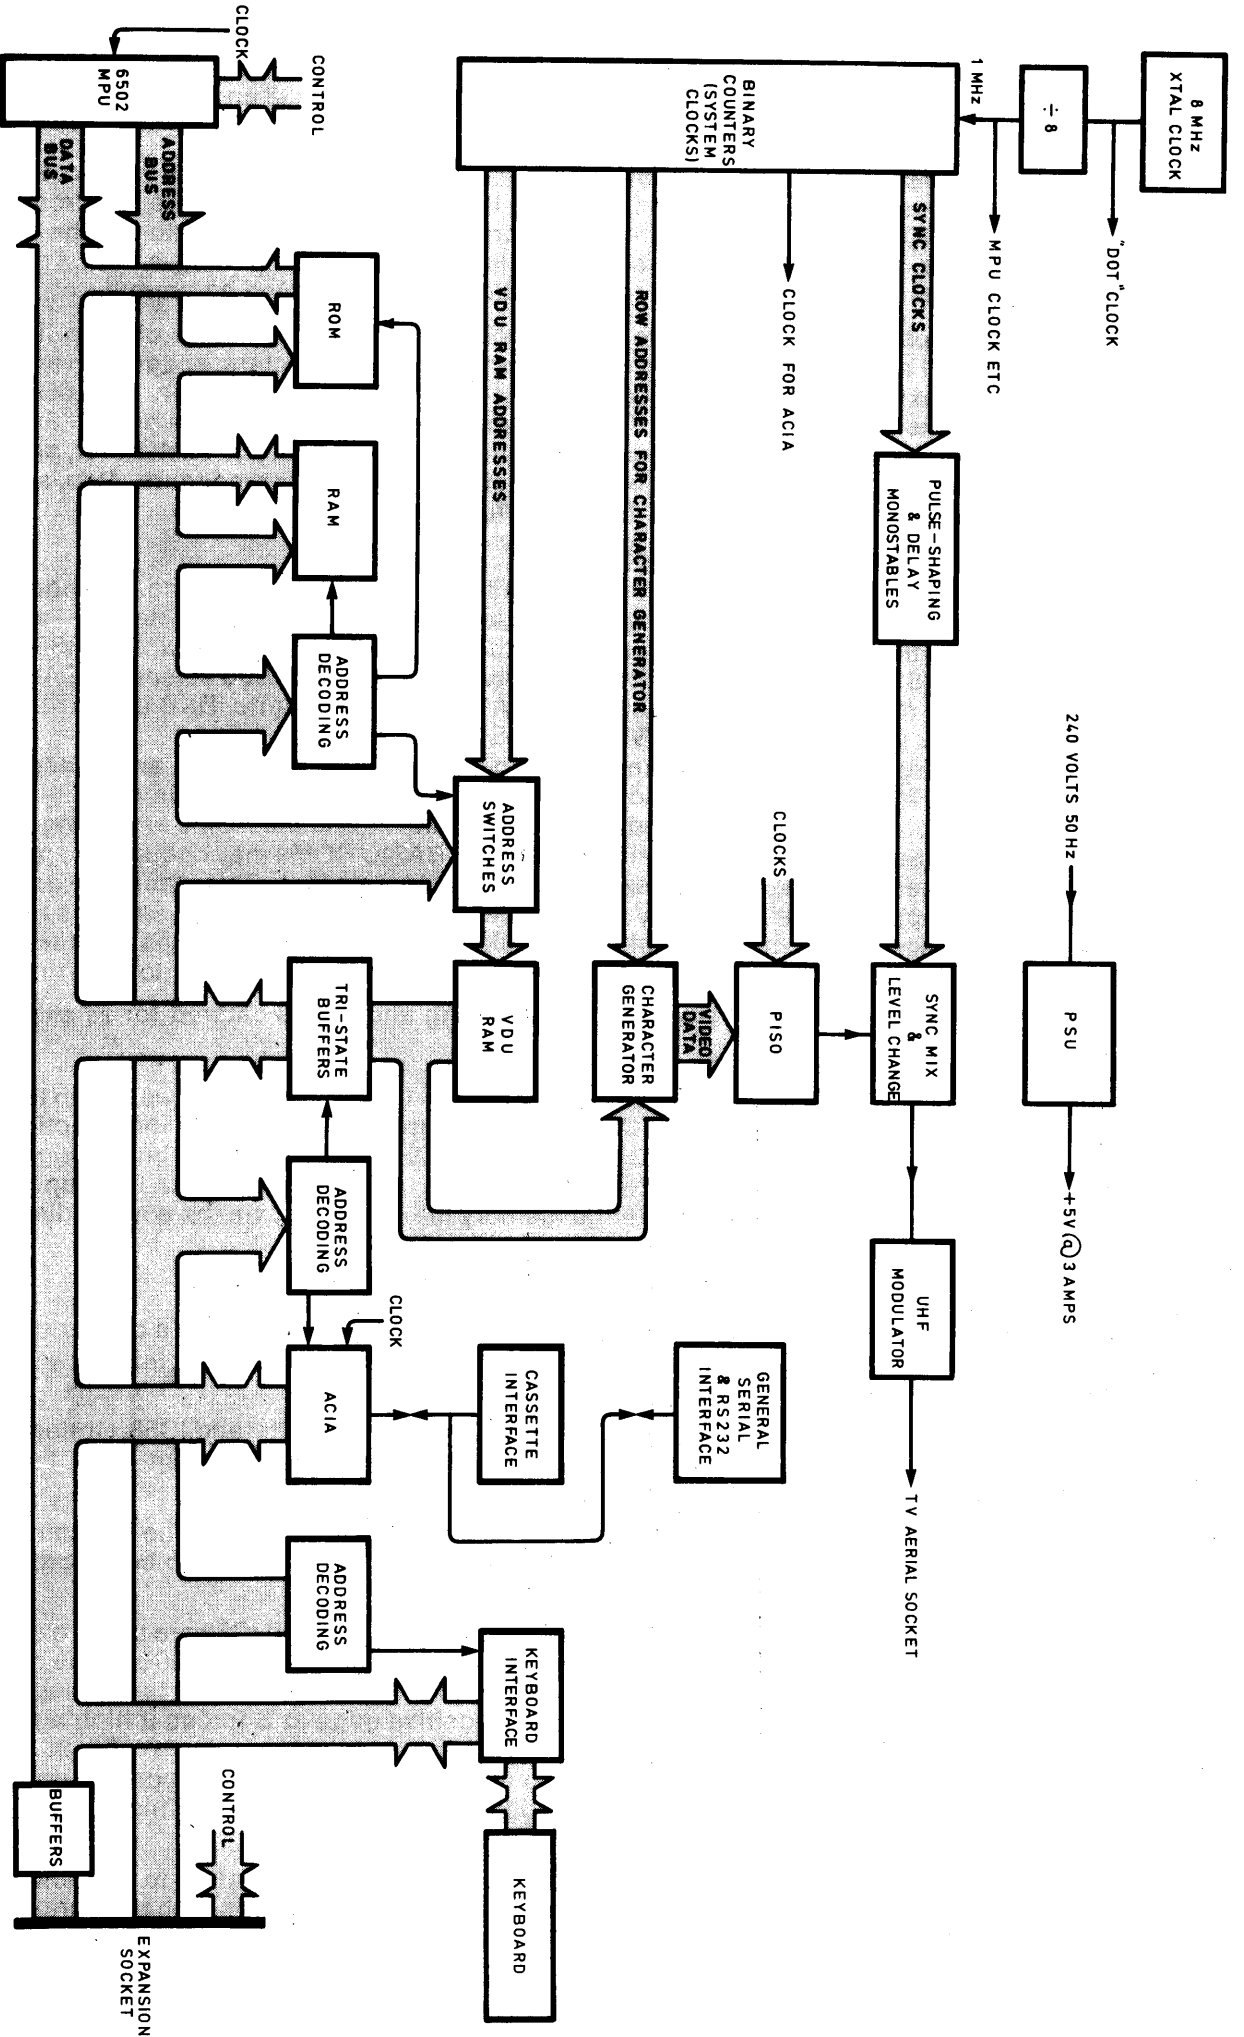 8 MHz
XTAL CLOCK
÷ 8
"DOT" CLOCK
1 MHz
MPU CLOCK ETC
BINARY
COUNTERS
(SYSTEM
CLOCKS)
SYNC CLOCKS
PULSE-SHAPING
& DELAY
MONOSTABLES
CLOCK FOR ACIA
ROW ADDRESSES FOR CHARACTER GENERATOR
VDU RAM ADDRESSES
240 VOLTS 50 Hz
PSU
+5V @ 3 AMPS
SYNC MIX
&
LEVEL CHANGE
UHF
MODULATOR
TV AERIAL SOCKET
CLOCKS
PISO
VIDEO
DATA
CHARACTER
GENERATOR
GENERAL
SERIAL
& RS232
INTERFACE
ADDRESS
SWITCHES
VDU
RAM
CASSETTE
INTERFACE
KEYBOARD
INTERFACE
KEYBOARD
CONTROL
CLOCK
6502
MPU
ADDRESS
BUS
DATA
BUS
ROM
RAM
ADDRESS
DECODING
TRI-STATE
BUFFERS
ADDRESS
DECODING
CLOCK
ACIA
ADDRESS
DECODING
CONTROL
BUFFERS
EXPANSION
SOCKET